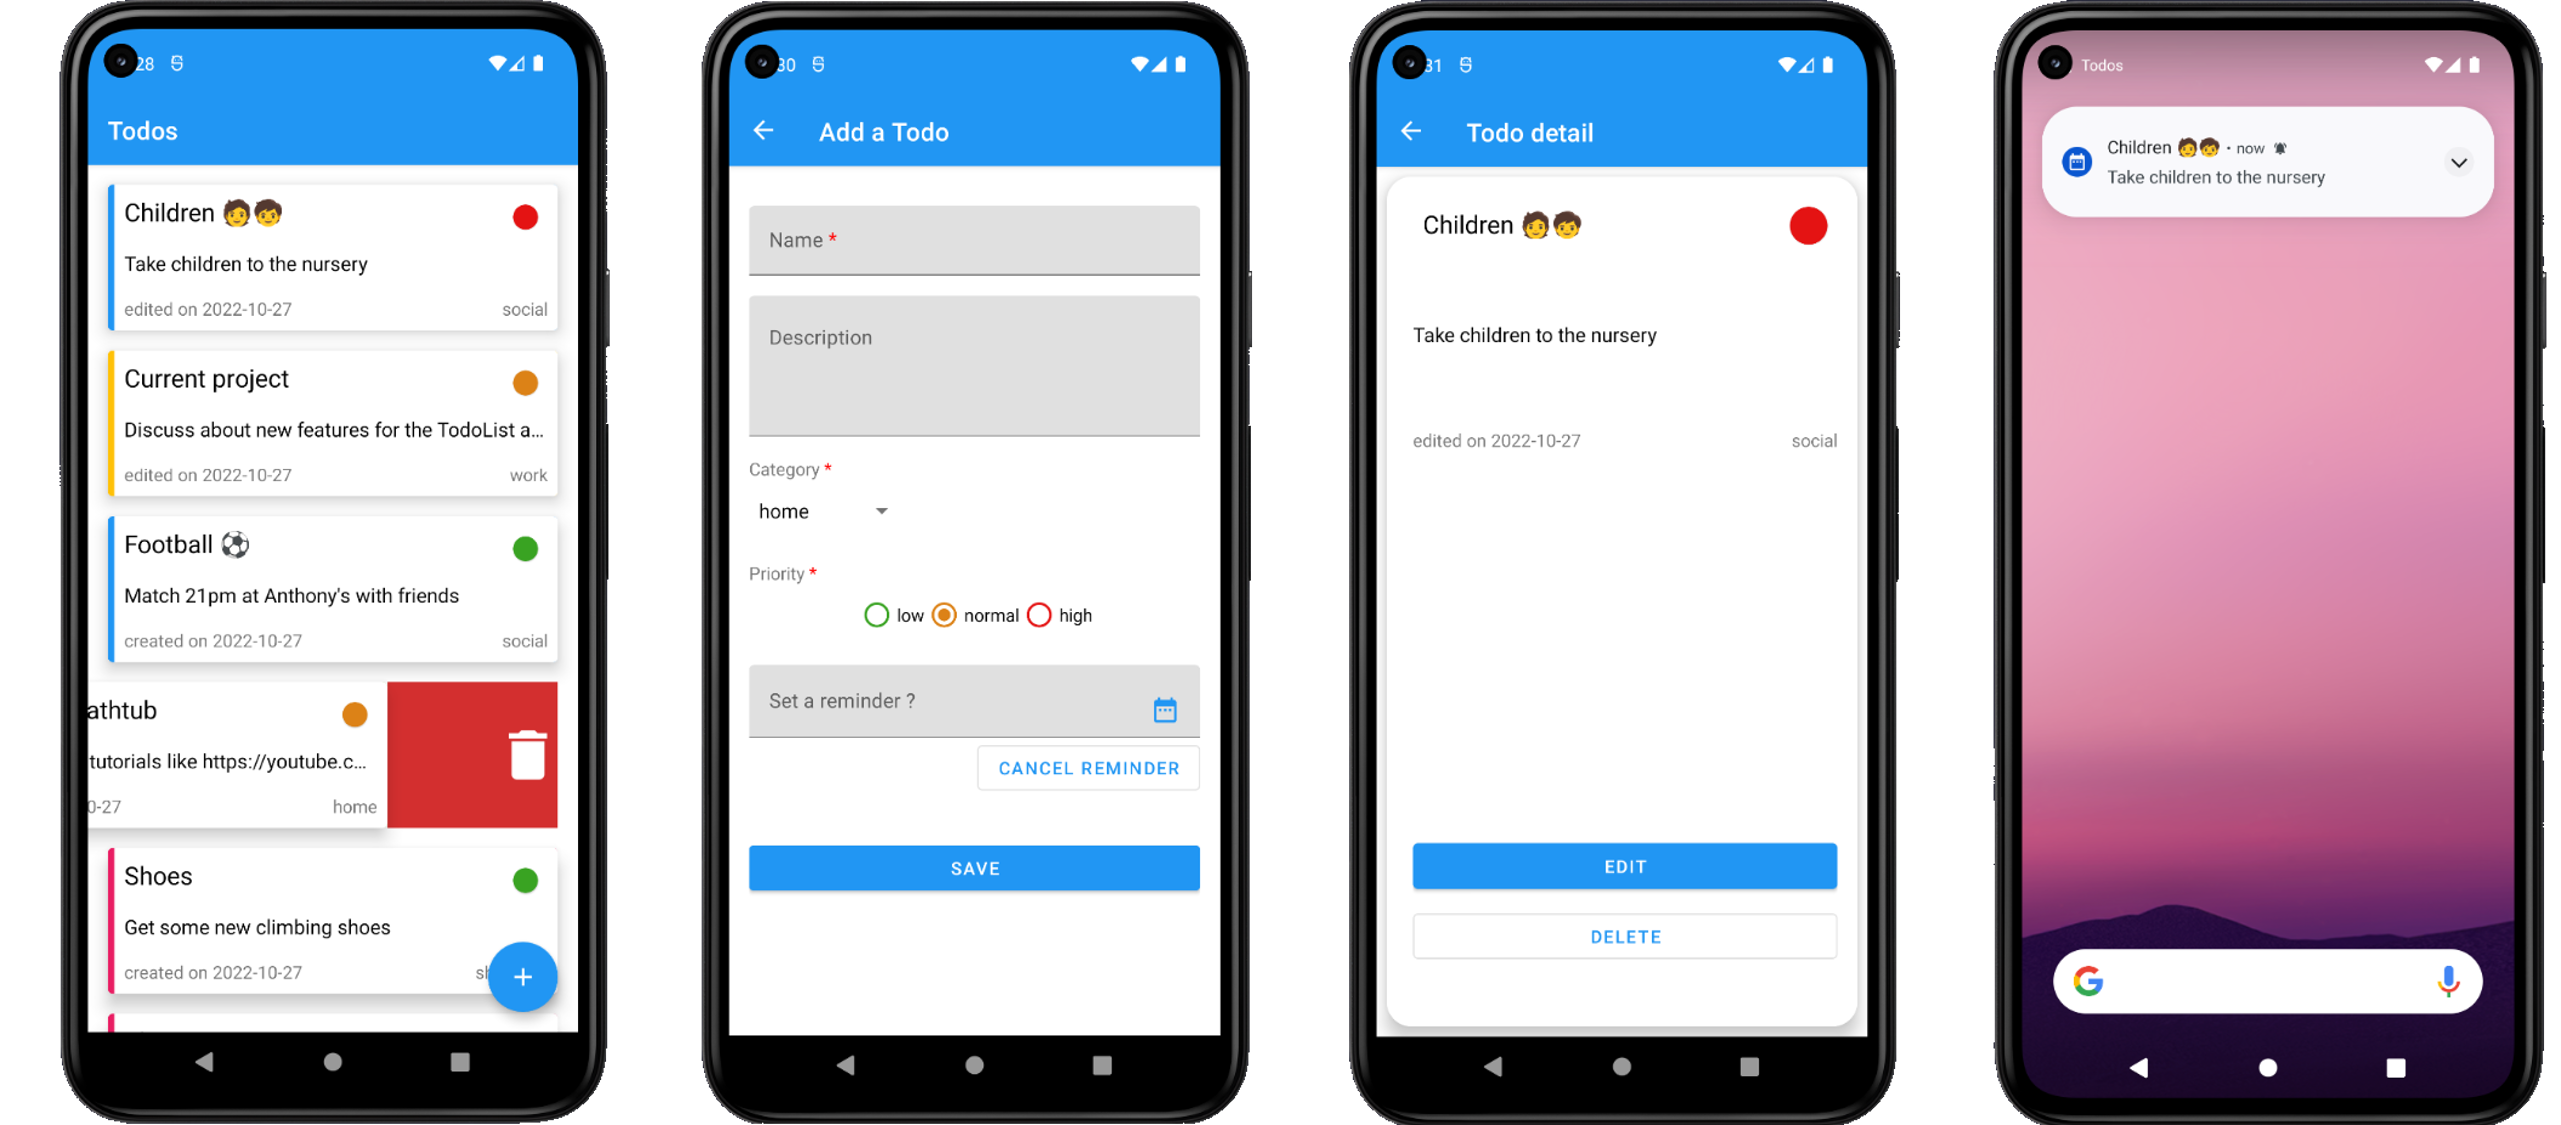 28
Todos
Children 🧑🧒
Take children to the nursery
edited on 2022-10-27
social
Current project
Discuss about new features for the TodoList a...
edited on 2022-10-27
work
Football ⚽
Match 21pm at Anthony's with friends
created on 2022-10-27
social
athtub
tutorials like https://youtube.c...
0-27
home
Shoes
Get some new climbing shoes
created on 2022-10-27
+
30
Add a Todo
Name *
Description
Category *
home
Priority *
low
normal
high
Set a reminder ?
CANCEL REMINDER
SAVE
31
Todo detail
Children 🧑🧒
Take children to the nursery
edited on 2022-10-27
social
EDIT
DELETE
Todos
Children 🧑🧒 • now
Take children to the nursery
G